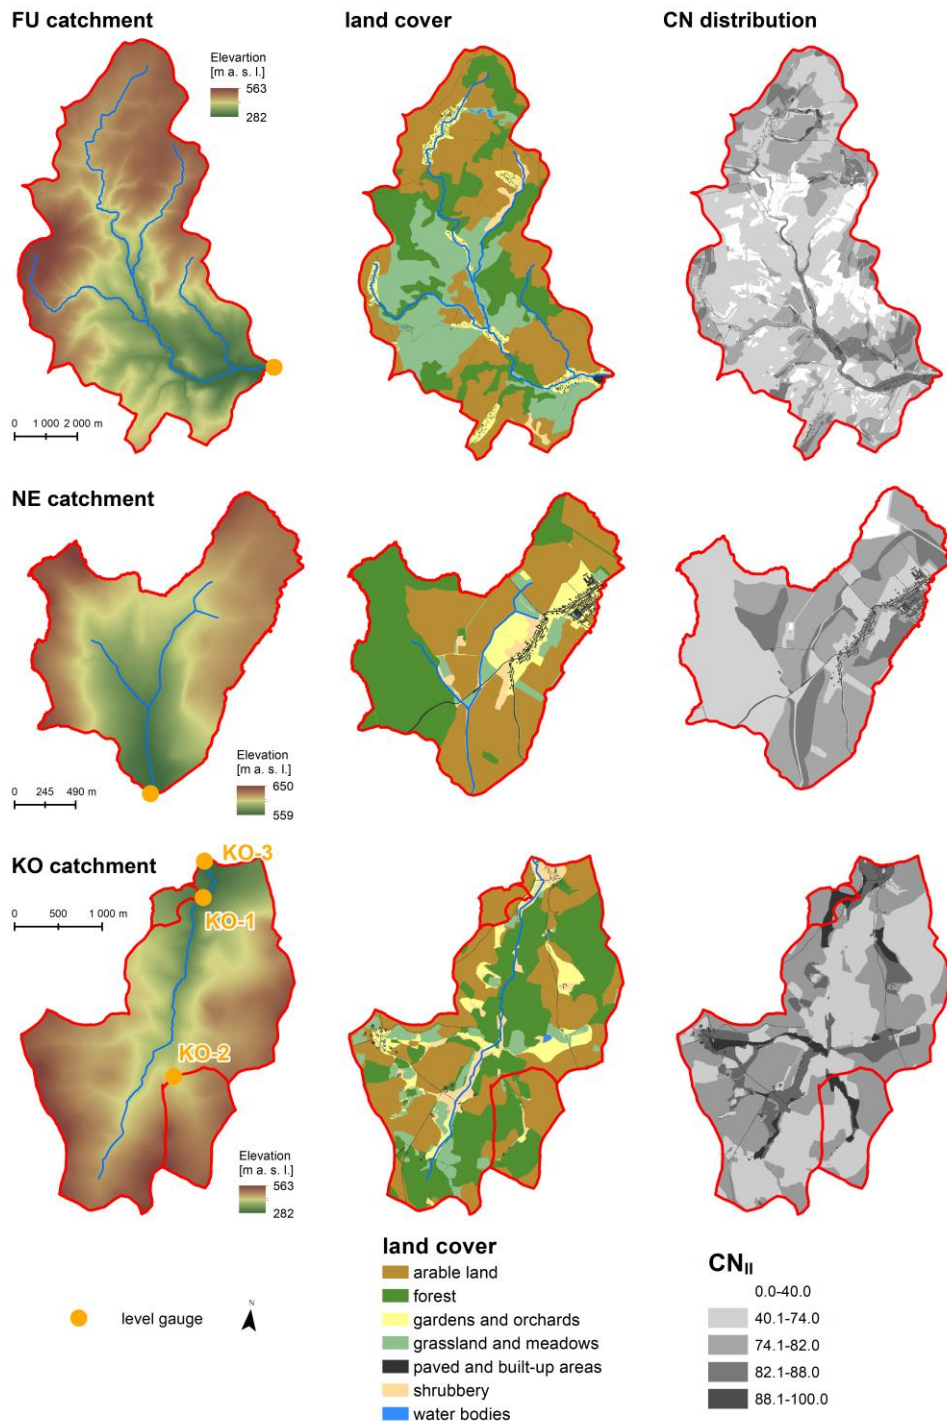 FU catchment
land cover
CN distribution
Elevartion
[m a. s. l.]
563
282
0 1 000 2 000 m
NE catchment
Elevation
[m a. s. l.]
650
559
0 245 490 m
KO catchment
KO-3
KO-1
KO-2
0 500 1 000 m
Elevation
[m a. s. l.]
563
282
level gauge
N
land cover
arable land
forest
gardens and orchards
grassland and meadows
paved and built-up areas
shrubbery
water bodies
CNII
0.0-40.0
40.1-74.0
74.1-82.0
82.1-88.0
88.1-100.0